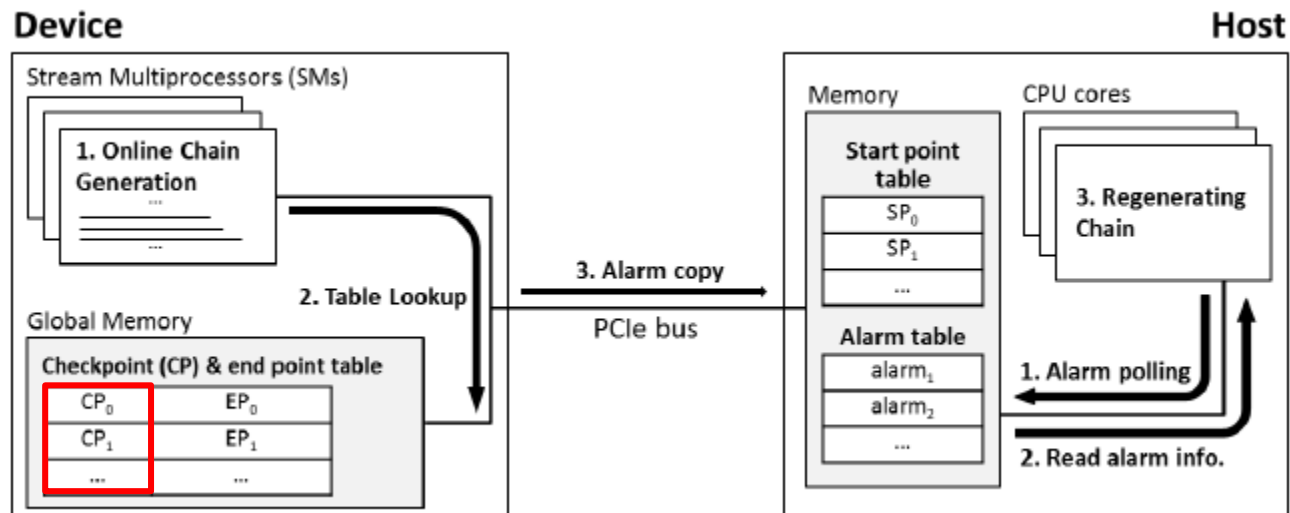 Device
Host
Stream Multiprocessors (SMs)
1. Online Chain
Generation
...
...
2. Table Lookup
Global Memory
Checkpoint (CP) & end point table
CP₀ EP₀
CP₁ EP₁
... ...
3. Alarm copy
PCIe bus
Memory
Start point
table
SP₀
SP₁
...
Alarm table
alarm₁
alarm₂
...
CPU cores
3. Regenerating
Chain
1. Alarm polling
2. Read alarm info.